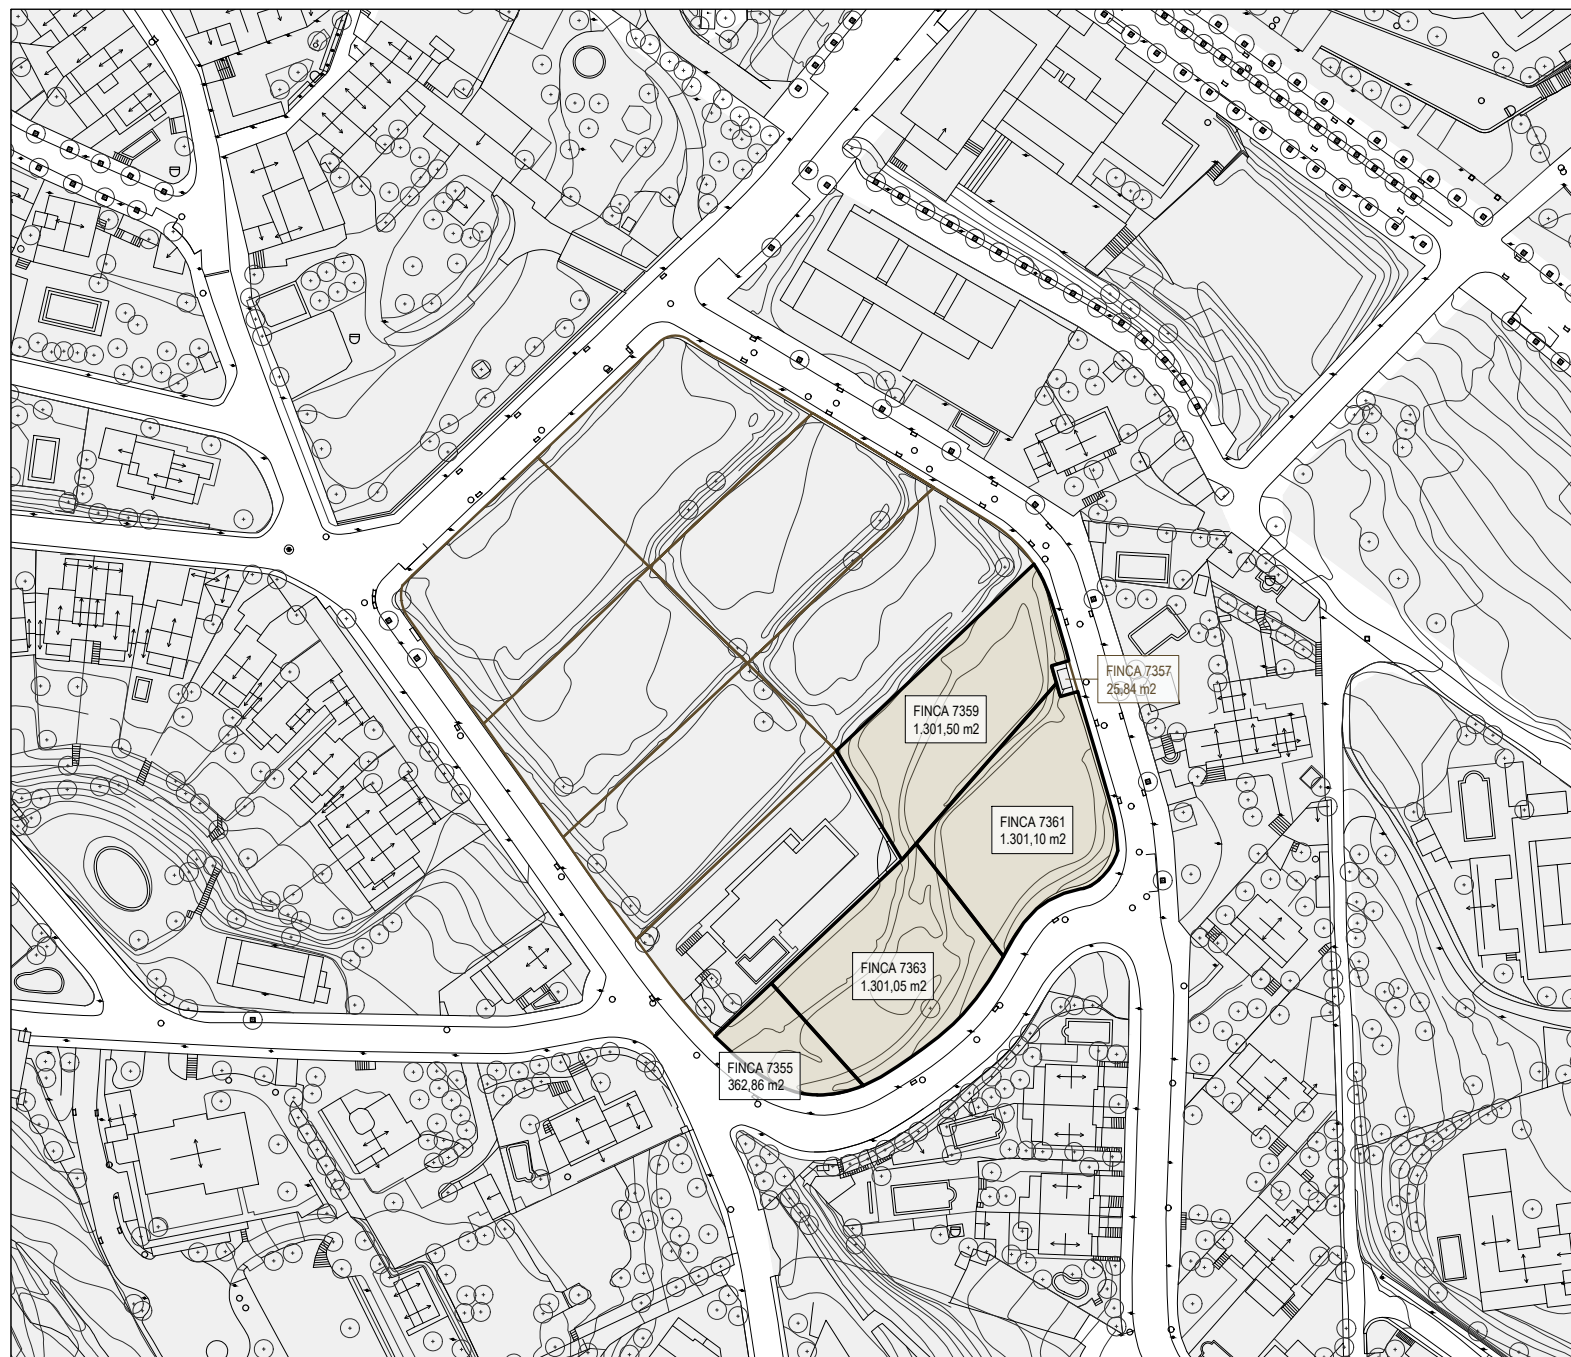 FINCA 7357
25,84 m2
FINCA 7359
1.301,50 m2
FINCA 7361
1.301,10 m2
FINCA 7363
1.301,05 m2
FINCA 7355
362,86 m2